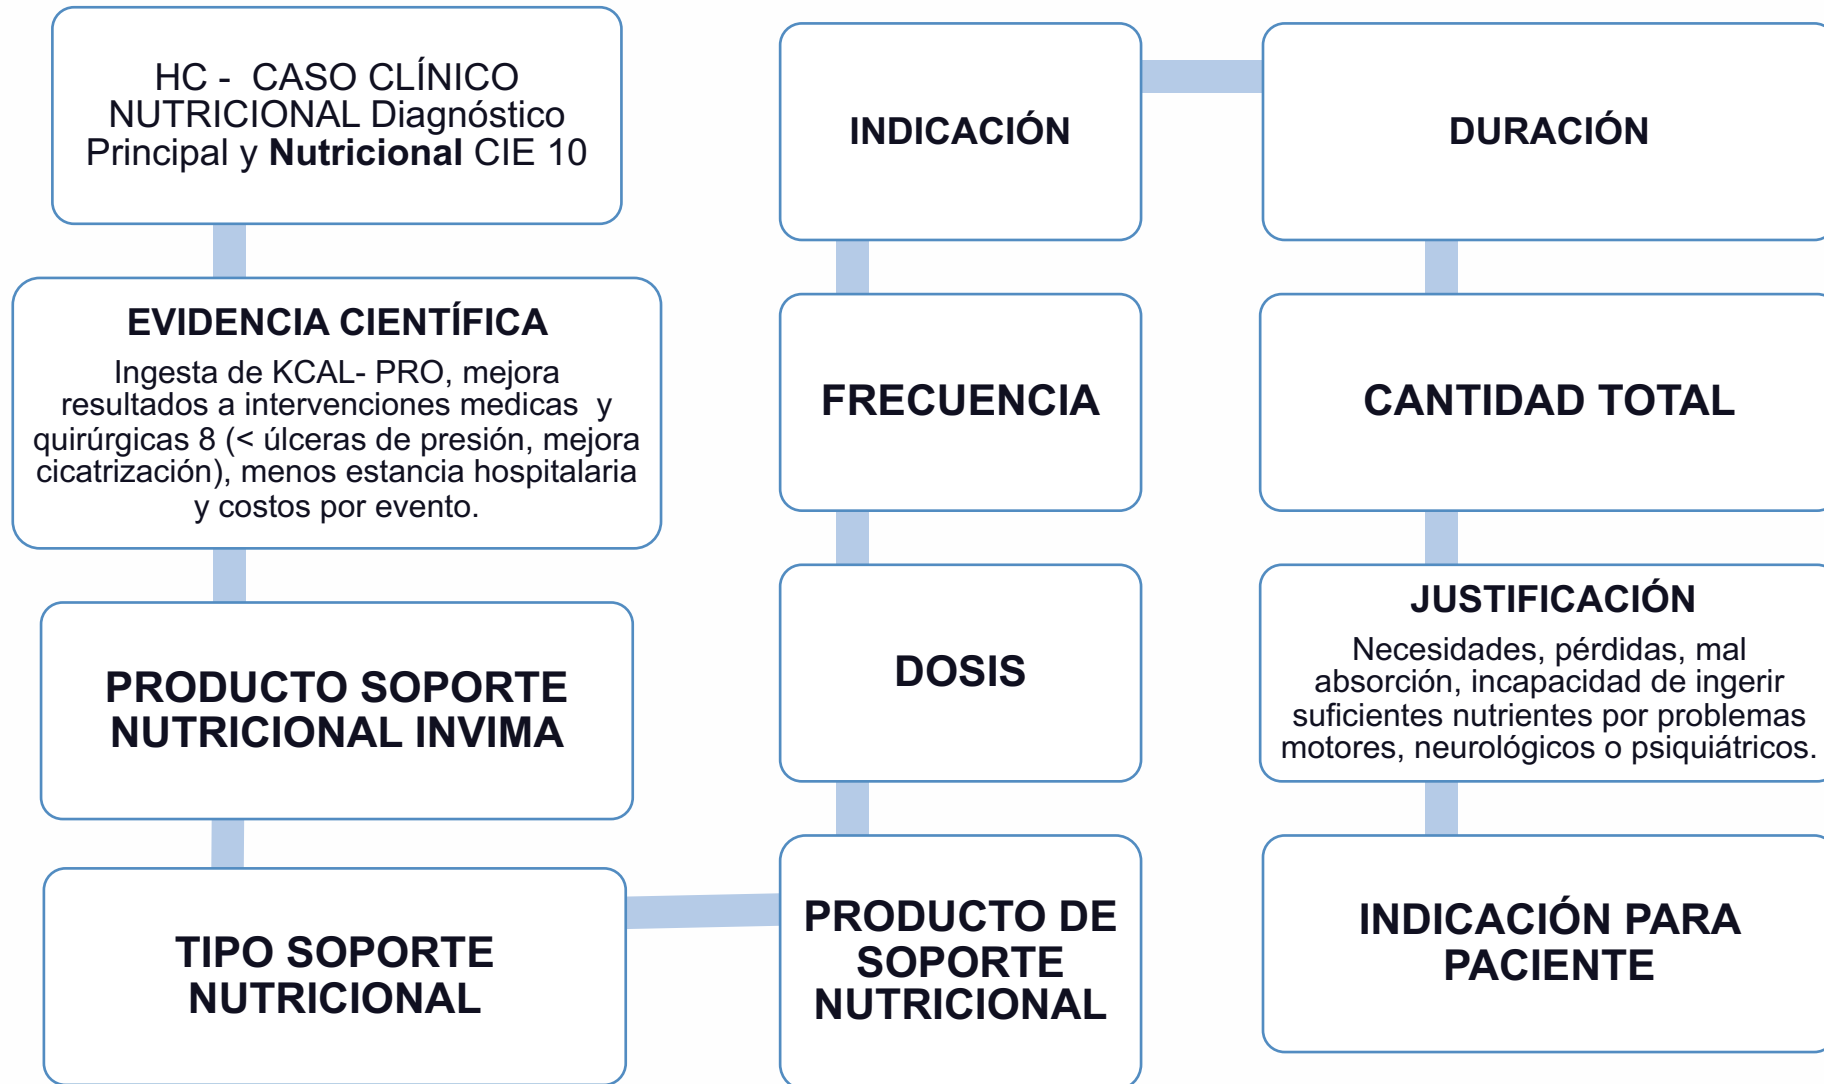 HC - CASO CLÍNICO
NUTRICIONAL Diagnóstico
Principal y Nutricional CIE 10
EVIDENCIA CIENTÍFICA
Ingesta de KCAL- PRO, mejora
resultados a intervenciones medicas y
quirúrgicas 8 (< úlceras de presión, mejora
cicatrización), menos estancia hospitalaria
y costos por evento.
PRODUCTO SOPORTE
NUTRICIONAL INVIMA
TIPO SOPORTE
NUTRICIONAL
PRODUCTO DE
SOPORTE
NUTRICIONAL
DOSIS
FRECUENCIA
INDICACIÓN
DURACIÓN
CANTIDAD TOTAL
JUSTIFICACIÓN
Necesidades, pérdidas, mal
absorción, incapacidad de ingerir
suficientes nutrientes por problemas
motores, neurológicos o psiquiátricos.
INDICACIÓN PARA
PACIENTE